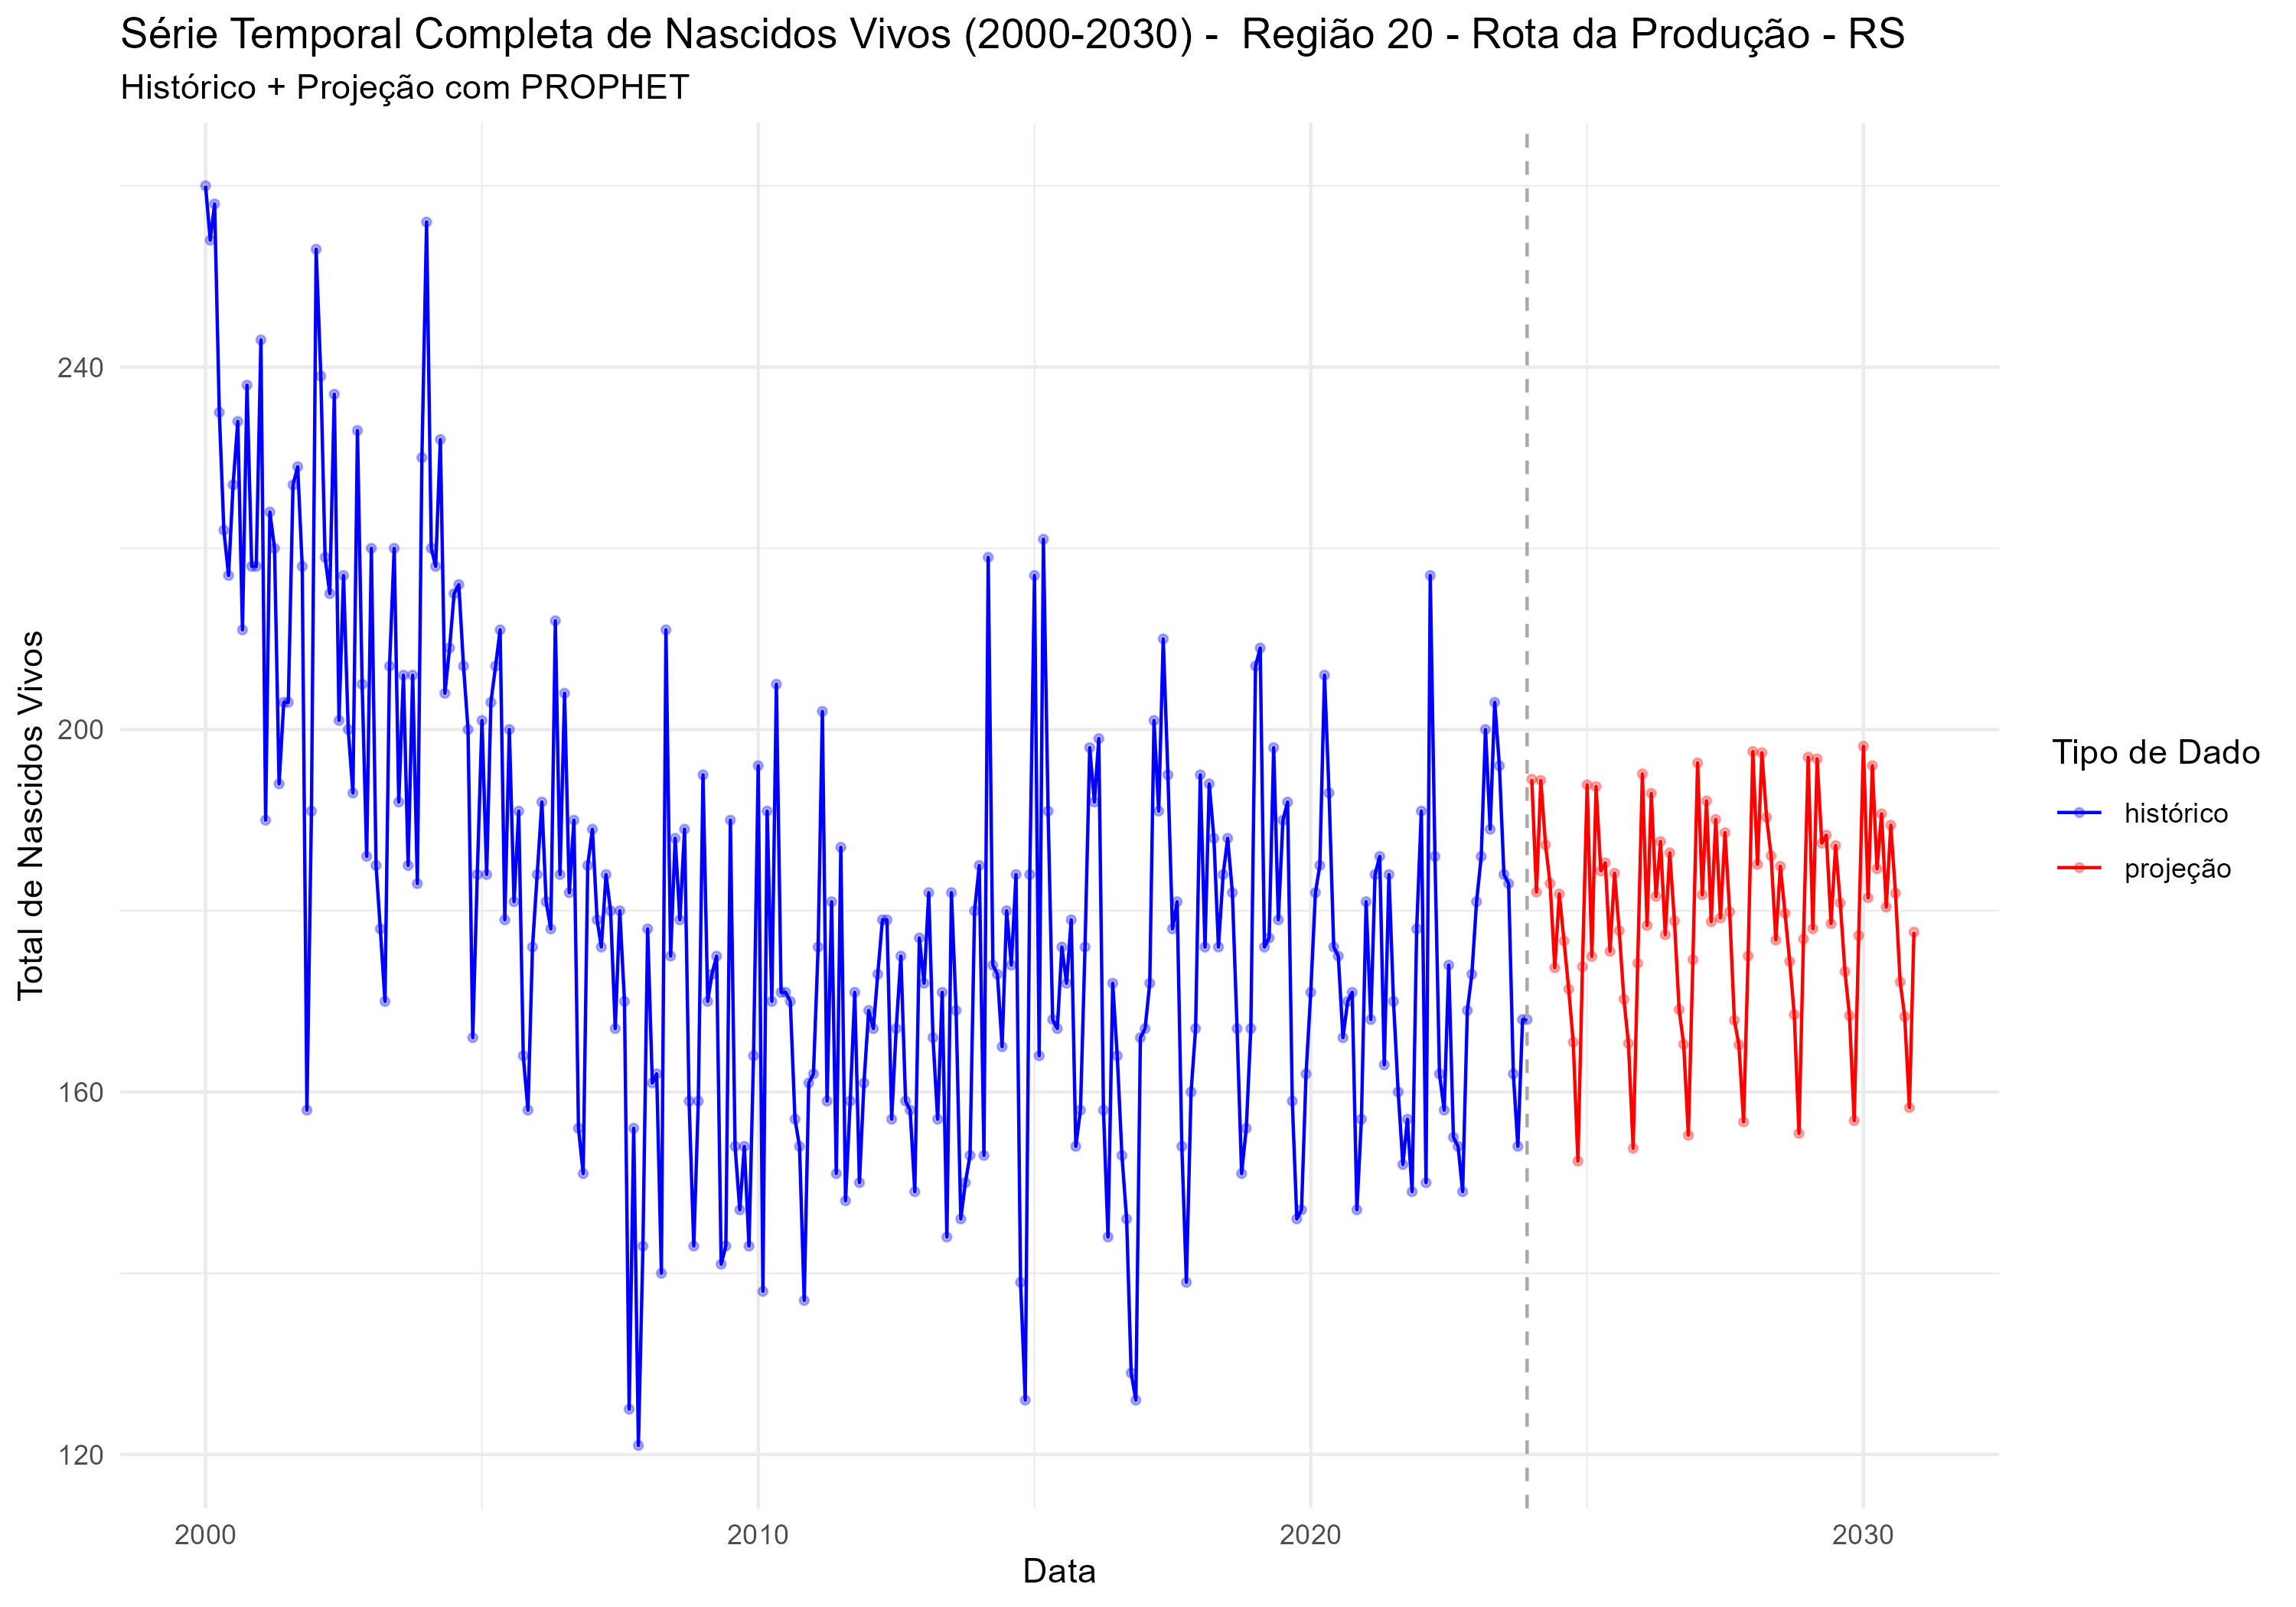 Série Temporal Completa de Nascidos Vivos (2000-2030) -  Região 20 - Rota da Produção - RS
Histórico + Projeção com PROPHET
Total de Nascidos Vivos
240
200
160
120
2000
2010
2020
2030
Data
Tipo de Dado
histórico
projeção